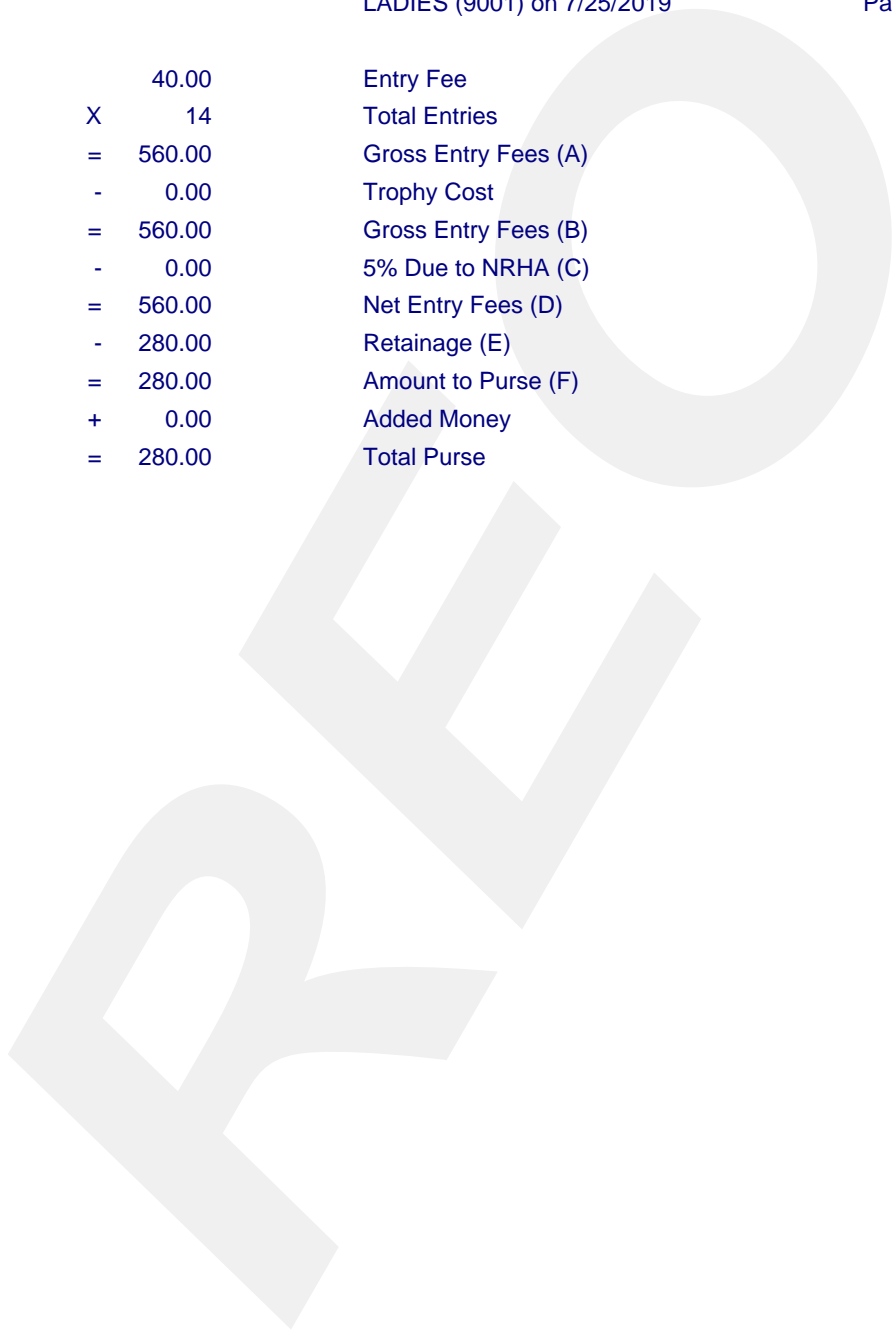 LADIES (9001) on 7/25/2019 Pa
40.00 Entry Fee
X 14 Total Entries
= 560.00 Gross Entry Fees (A)
- 0.00 Trophy Cost
= 560.00 Gross Entry Fees (B)
- 0.00 5% Due to NRHA (C)
= 560.00 Net Entry Fees (D)
- 280.00 Retainage (E)
= 280.00 Amount to Purse (F)
+ 0.00 Added Money
= 280.00 Total Purse
REO